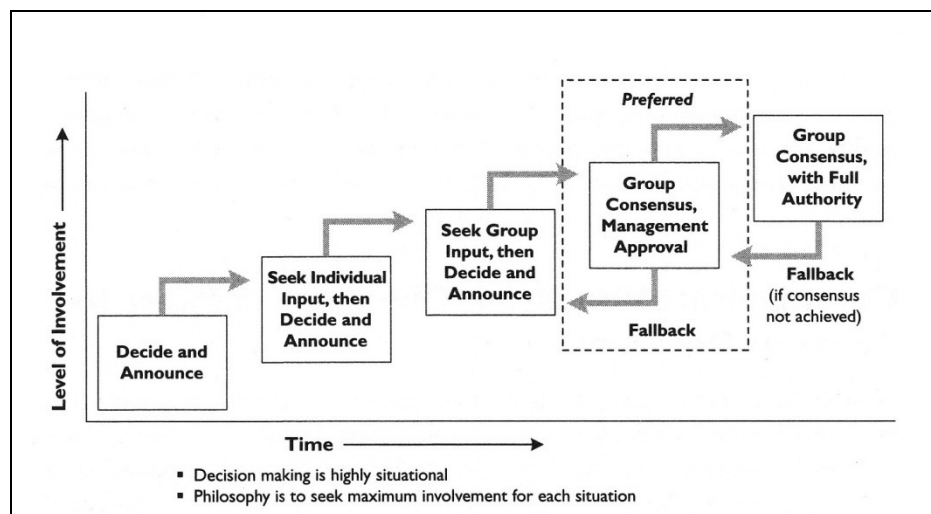 Preferred
Group
Consensus,
with Full
Authority
Group
Consensus,
Management
Approval
Seek Group
Input, then
Decide and
Announce
Seek Individual
Input, then
Decide and
Announce
Decide and
Announce
Fallback
Fallback
(if consensus
not achieved)
Level of Involvement
Time
▪ Decision making is highly situational
▪ Philosophy is to seek maximum involvement for each situation